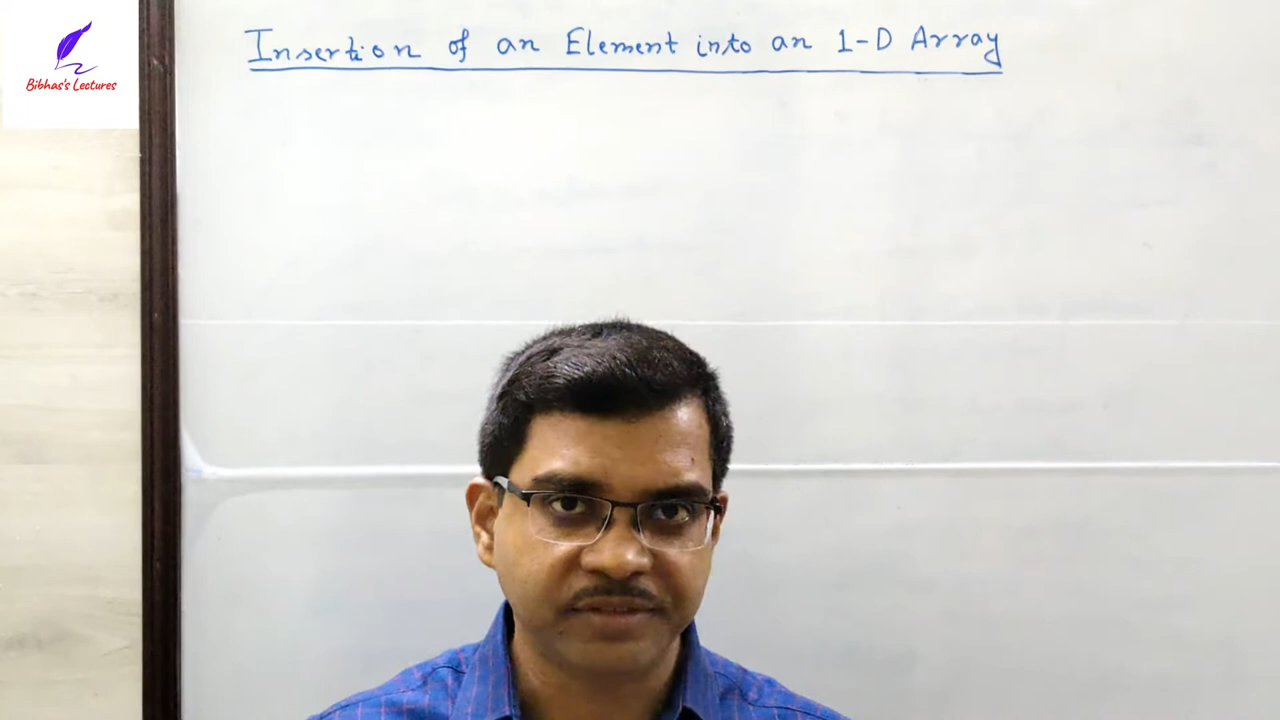 Insertion of an Element into an 1-D Array
Bibhas's Lectures